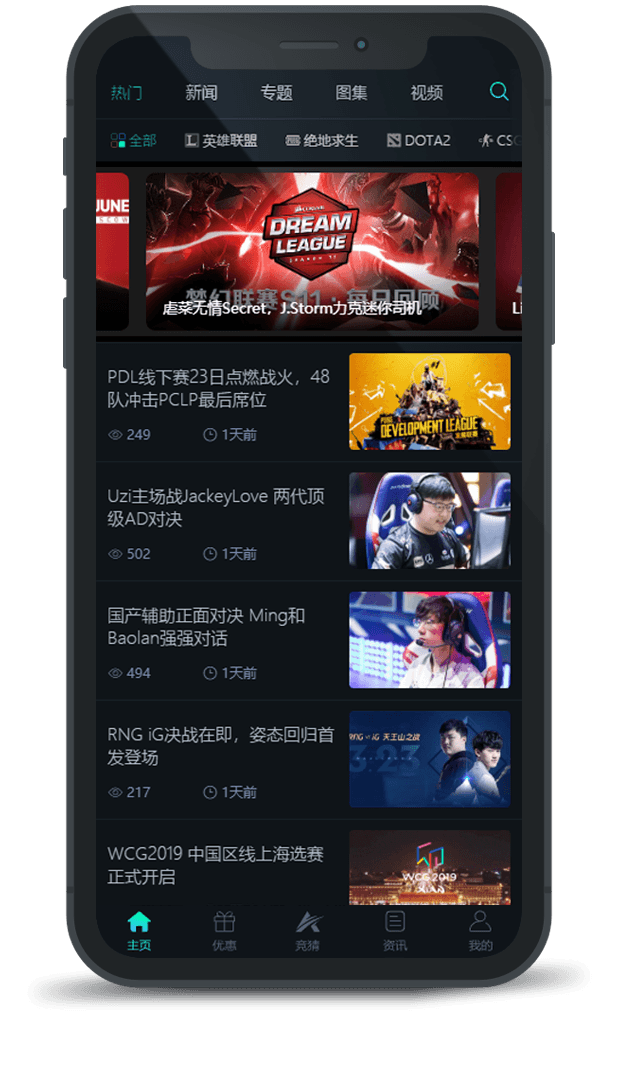 热门 新闻 专题 图集 视频
全部 英雄联盟 绝地求生 DOTA2 CSG
JUNE
DREAM
LEAGUE
梦幻联赛S11·每日回顾
虐菜无情Secret，J.Storm力克迷你司机
Li
PDL线下赛23日点燃战火，48
队冲击PCLP最后席位
249 1天前
PUBG
DEVELOPMENT LEAGUE
Uzi主场战JackeyLove 两代顶
级AD对决
502 1天前
国产辅助正面对决 Ming和
Baolan强强对话
494 1天前
RNG iG决战在即，姿态回归首
发登场
217 1天前
RNG vs iG 天王山之战
3.23
WCG2019 中国区线上海选赛
正式开启
WCG 2019
主页 优惠 竞猜 资讯 我的